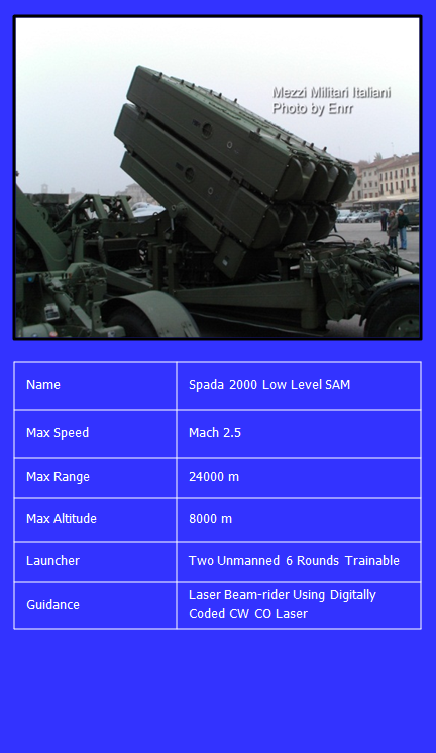 Mezzi Militari Italiani
Photo by Enrr
Name
Spada 2000 Low Level SAM
Max Speed
Mach 2.5
Max Range
24000 m
Max Altitude
8000 m
Launcher
Two Unmanned 6 Rounds Trainable
Guidance
Laser Beam-rider Using Digitally
Coded CW CO Laser